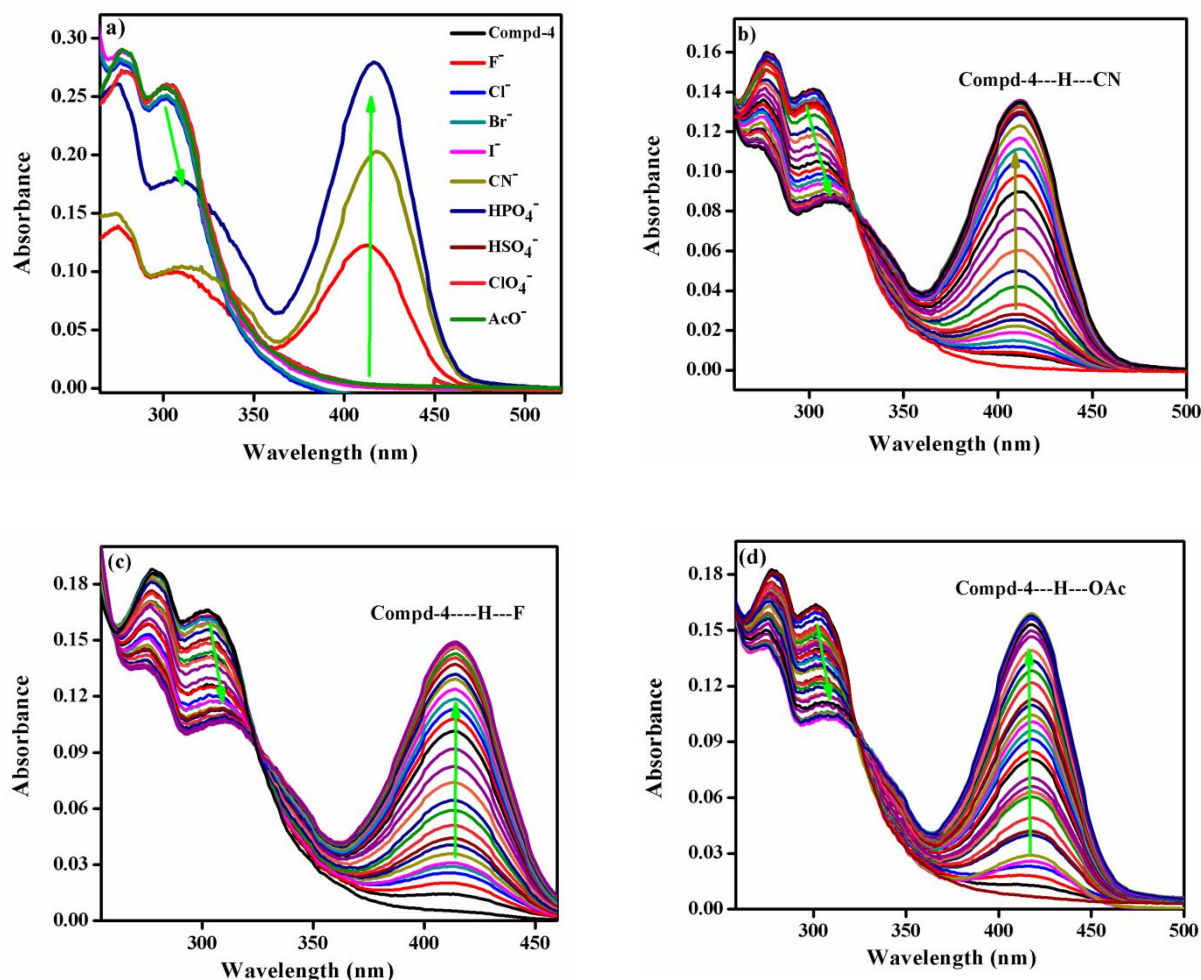 a)
0.30
0.25
0.20
0.15
0.10
0.05
0.00
300 350 400 450 500
Absorbance
Wavelength (nm)
Compd-4
F⁻
Cl⁻
Br⁻
I⁻
CN⁻
HPO₄⁻
HSO₄⁻
ClO₄⁻
AcO⁻
b)
Compd-4---H---CN
0.16
0.14
0.12
0.10
0.08
0.06
0.04
0.02
0.00
300 350 400 450 500
Absorbance
Wavelength (nm)
(c)
Compd-4----H---F
0.18
0.15
0.12
0.09
0.06
0.03
0.00
300 350 400 450
Absorbance
Wavelength (nm)
(d)
Compd-4---H---OAc
0.18
0.15
0.12
0.09
0.06
0.03
0.00
300 350 400 450 500
Absorbance
Wavelength (nm)